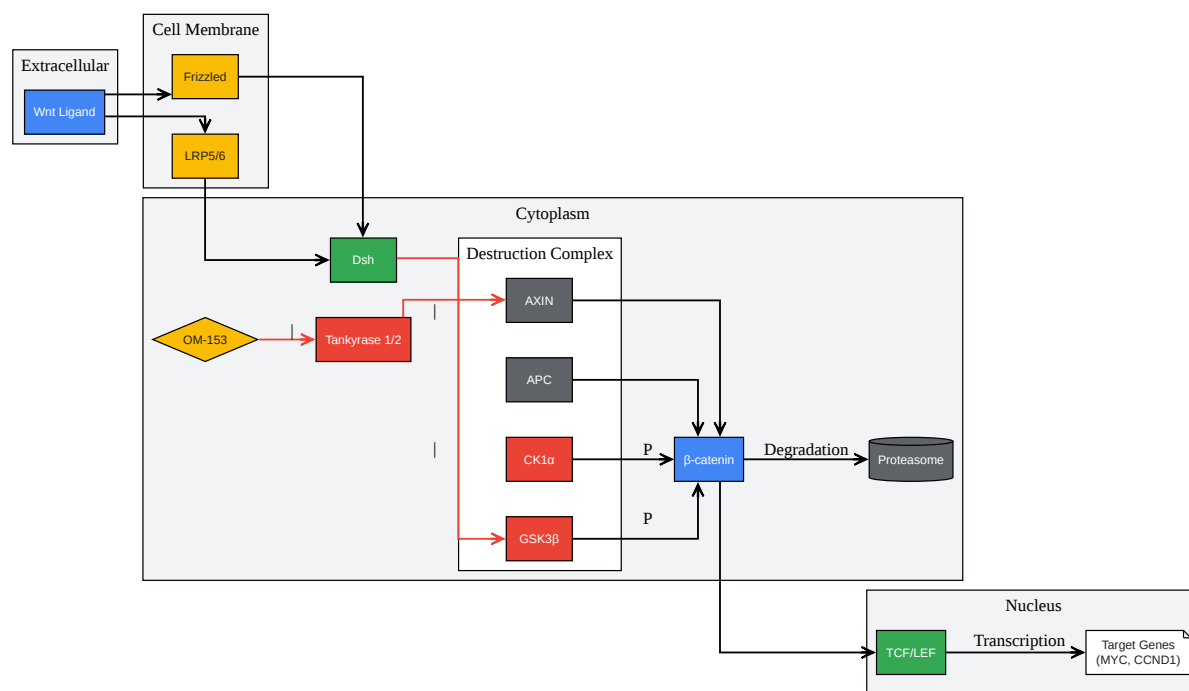 Cell Membrane
Extracellular
Frizzled
Wnt Ligand
LRP5/6
Cytoplasm
Dsh
Destruction Complex
AXIN
|
|
OM-153
Tankyrase 1/2
APC
|
P
CK1α
β-catenin
Degradation
Proteasome
P
GSK3β
Nucleus
TCF/LEF
Transcription
Target Genes
(MYC, CCND1)